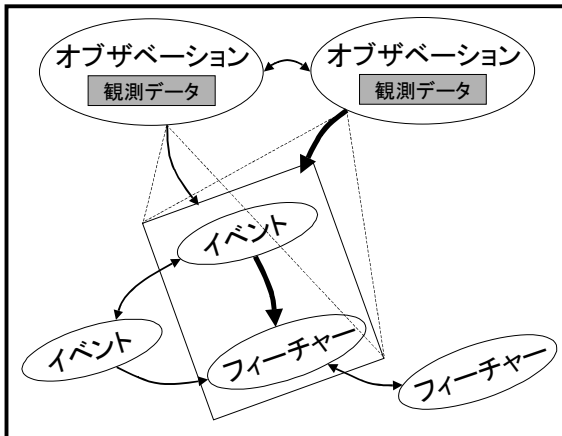 オブザベーション
観測データ
オブザベーション
観測データ
イベント
イベント
フィーチャー
フィーチャー